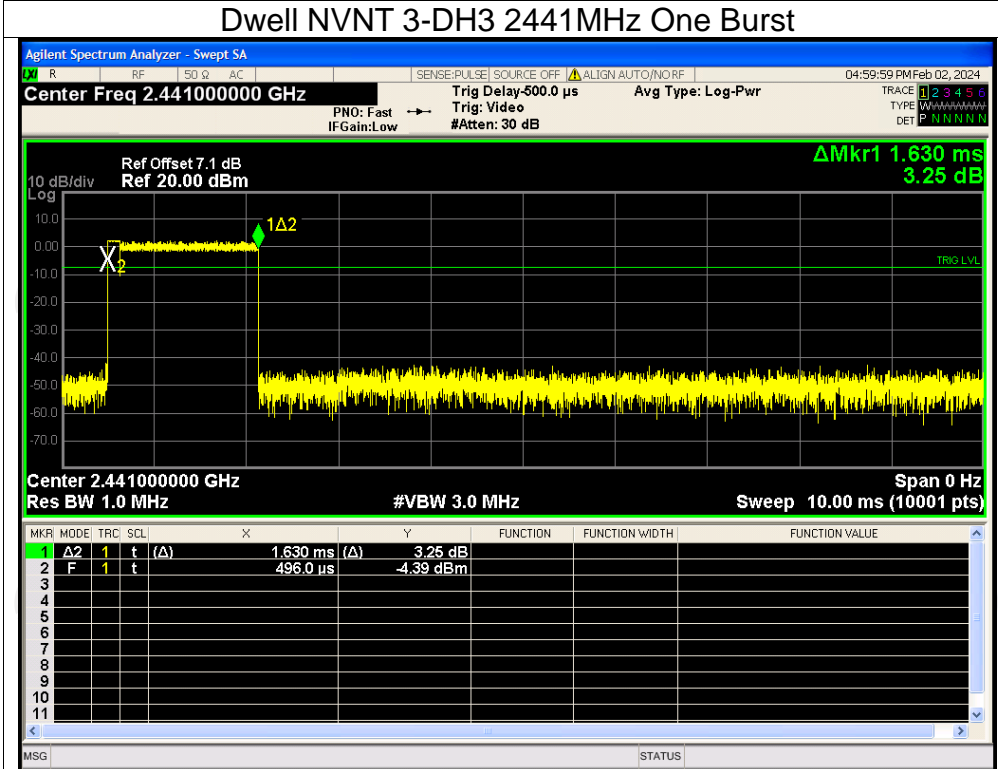 Dwell NVNT 3-DH3 2441MHz One Burst
Agilent Spectrum Analyzer - Swept SA
LXI R RF 50 Ω AC SENSE:PULSE SOURCE OFF ALIGN AUTO/NO RF 04:59:59 PM Feb 02, 2024
Center Freq 2.441000000 GHz Trig Delay-500.0 µs Avg Type: Log-Pwr TRACE 1 2 3 4 5 6
PNO: Fast Trig: Video TYPE WWWWWW
IFGain:Low #Atten: 30 dB DET P N N N N N
ΔMkr1 1.630 ms
3.25 dB
Ref Offset 7.1 dB
10 dB/div Ref 20.00 dBm
Log
10.0
1Δ2
0.00
X2
TRIG LVL
-10.0
-20.0
-30.0
-40.0
-50.0
-60.0
-70.0
Center 2.441000000 GHz Span 0 Hz
Res BW 1.0 MHz #VBW 3.0 MHz Sweep 10.00 ms (10001 pts)
MKR MODE TRC SCL X Y FUNCTION FUNCTION WIDTH FUNCTION VALUE
1 Δ2 1 t (Δ) 1.630 ms (Δ) 3.25 dB
2 F 1 t 496.0 µs -4.39 dBm
3
4
5
6
7
8
9
10
11
MSG STATUS